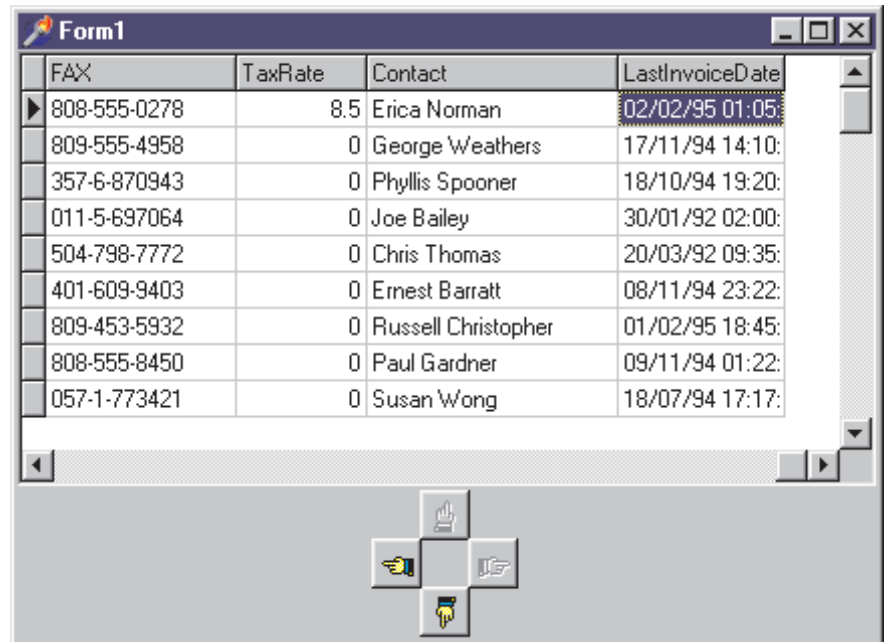 Form1
FAX TaxRate Contact LastInvoiceDate
808-555-0278 8.5 Erica Norman 02/02/95 01:05:
809-555-4958 0 George Weathers 17/11/94 14:10:
357-6-870943 0 Phyllis Spooner 18/10/94 19:20:
011-5-697064 0 Joe Bailey 30/01/92 02:00:
504-798-7772 0 Chris Thomas 20/03/92 09:35:
401-609-9403 0 Ernest Barratt 08/11/94 23:22:
809-453-5932 0 Russell Christopher 01/02/95 18:45:
808-555-8450 0 Paul Gardner 09/11/94 01:22:
057-1-773421 0 Susan Wong 18/07/94 17:17: